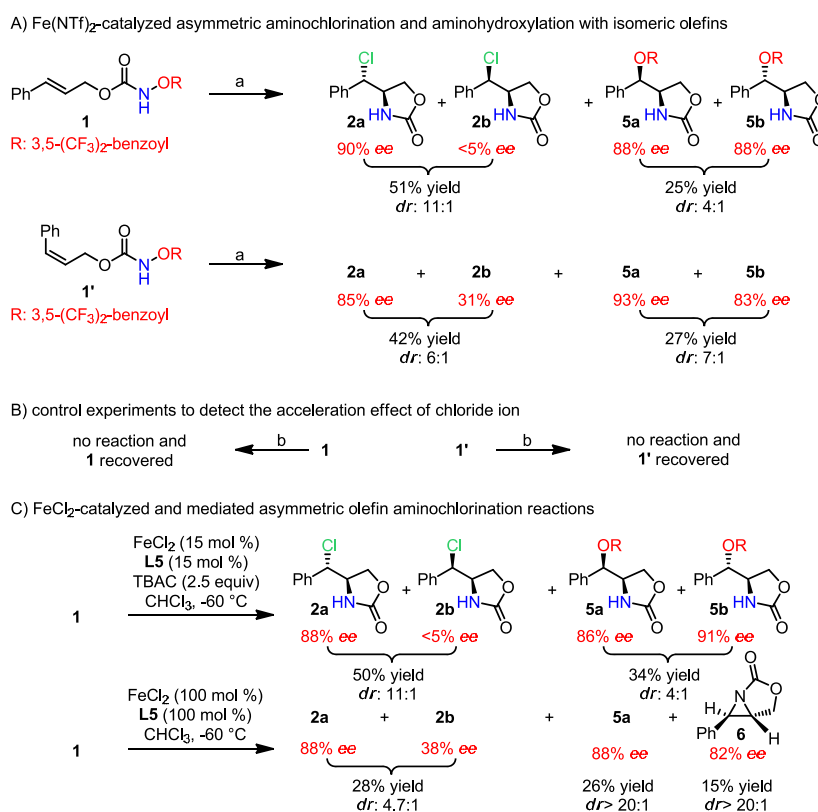 A) Fe(NTf)2-catalyzed asymmetric aminochlorination and aminohydroxylation with isomeric olefins
Ph O O N H OR
1
R: 3,5-(CF3)2-benzoyl
a
Cl Ph HN O O 2a + Cl Ph HN O O 2b + OR Ph HN O O 5a + OR Ph HN O O 5b
90% ee <5% ee 88% ee 88% ee
51% yield 25% yield
dr: 11:1 dr: 4:1
Ph O O N H OR
1'
R: 3,5-(CF3)2-benzoyl
a
2a + 2b + 5a + 5b
85% ee 31% ee 93% ee 83% ee
42% yield 27% yield
dr: 6:1 dr: 7:1
B) control experiments to detect the acceleration effect of chloride ion
no reaction and b 1 1' b no reaction and
1 recovered 1' recovered
C) FeCl2-catalyzed and mediated asymmetric olefin aminochlorination reactions
1
FeCl2 (15 mol %)
L5 (15 mol %)
TBAC (2.5 equiv)
CHCl3, -60 °C
Cl Ph HN O O 2a + Cl Ph HN O O 2b + OR Ph HN O O 5a + OR Ph HN O O 5b
88% ee <5% ee 86% ee 91% ee
50% yield 34% yield
dr: 11:1 dr: 4:1
1
FeCl2 (100 mol %)
L5 (100 mol %)
CHCl3, -60 °C
2a + 2b + 5a + O O N H Ph H 6
88% ee 38% ee 88% ee 82% ee
28% yield 26% yield 15% yield
dr: 4.7:1 dr> 20:1 dr> 20:1